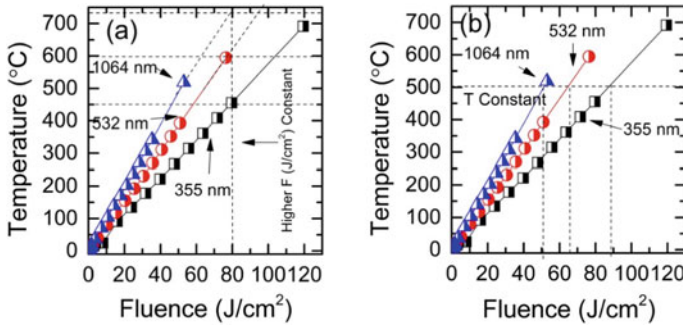 (a)
700
600
500
400
300
200
100
0
0 20 40 60 80 100 120
Temperature (°C)
Fluence (J/cm²)
1064 nm
532 nm
355 nm
Higher F (J/cm²) Constant
(b)
700
600
500
400
300
200
100
0
0 20 40 60 80 100 120
Temperature (°C)
Fluence (J/cm²)
532 nm
1064 nm
T Constant
355 nm